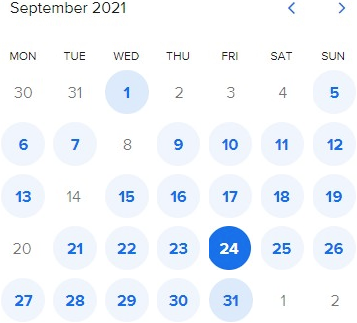 September 2021
MON TUE WED THU FRI SAT SUN
30 31 1 2 3 4 5
6 7 8 9 10 11 12
13 14 15 16 17 18 19
20 21 22 23 24 25 26
27 28 29 30 31 1 2